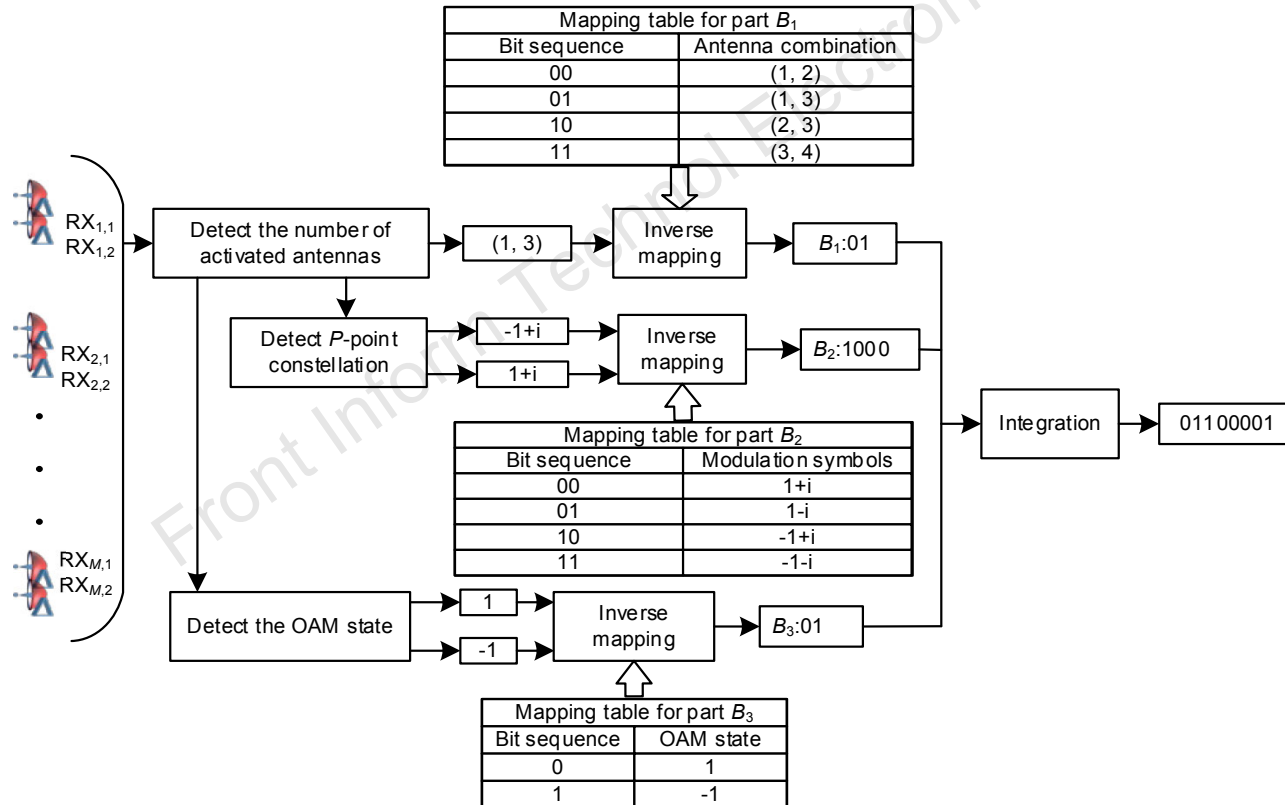 Mapping table for part B₁
Bit sequence Antenna combination
00 (1, 2)
01 (1, 3)
10 (2, 3)
11 (3, 4)
RX₁,₁
RX₁,₂
Detect the number of
activated antennas
(1, 3)
Inverse
mapping
B₁:01
RX₂,₁
RX₂,₂
Detect P-point
constellation
-1+i
1+i
Inverse
mapping
B₂:1000
Integration
01100001
Mapping table for part B₂
Bit sequence Modulation symbols
00 1+i
01 1-i
10 -1+i
11 -1-i
RXM,1
RXM,2
Detect the OAM state
1
-1
Inverse
mapping
B₃:01
Mapping table for part B₃
Bit sequence OAM state
0 1
1 -1
Front Inform Technol Electron